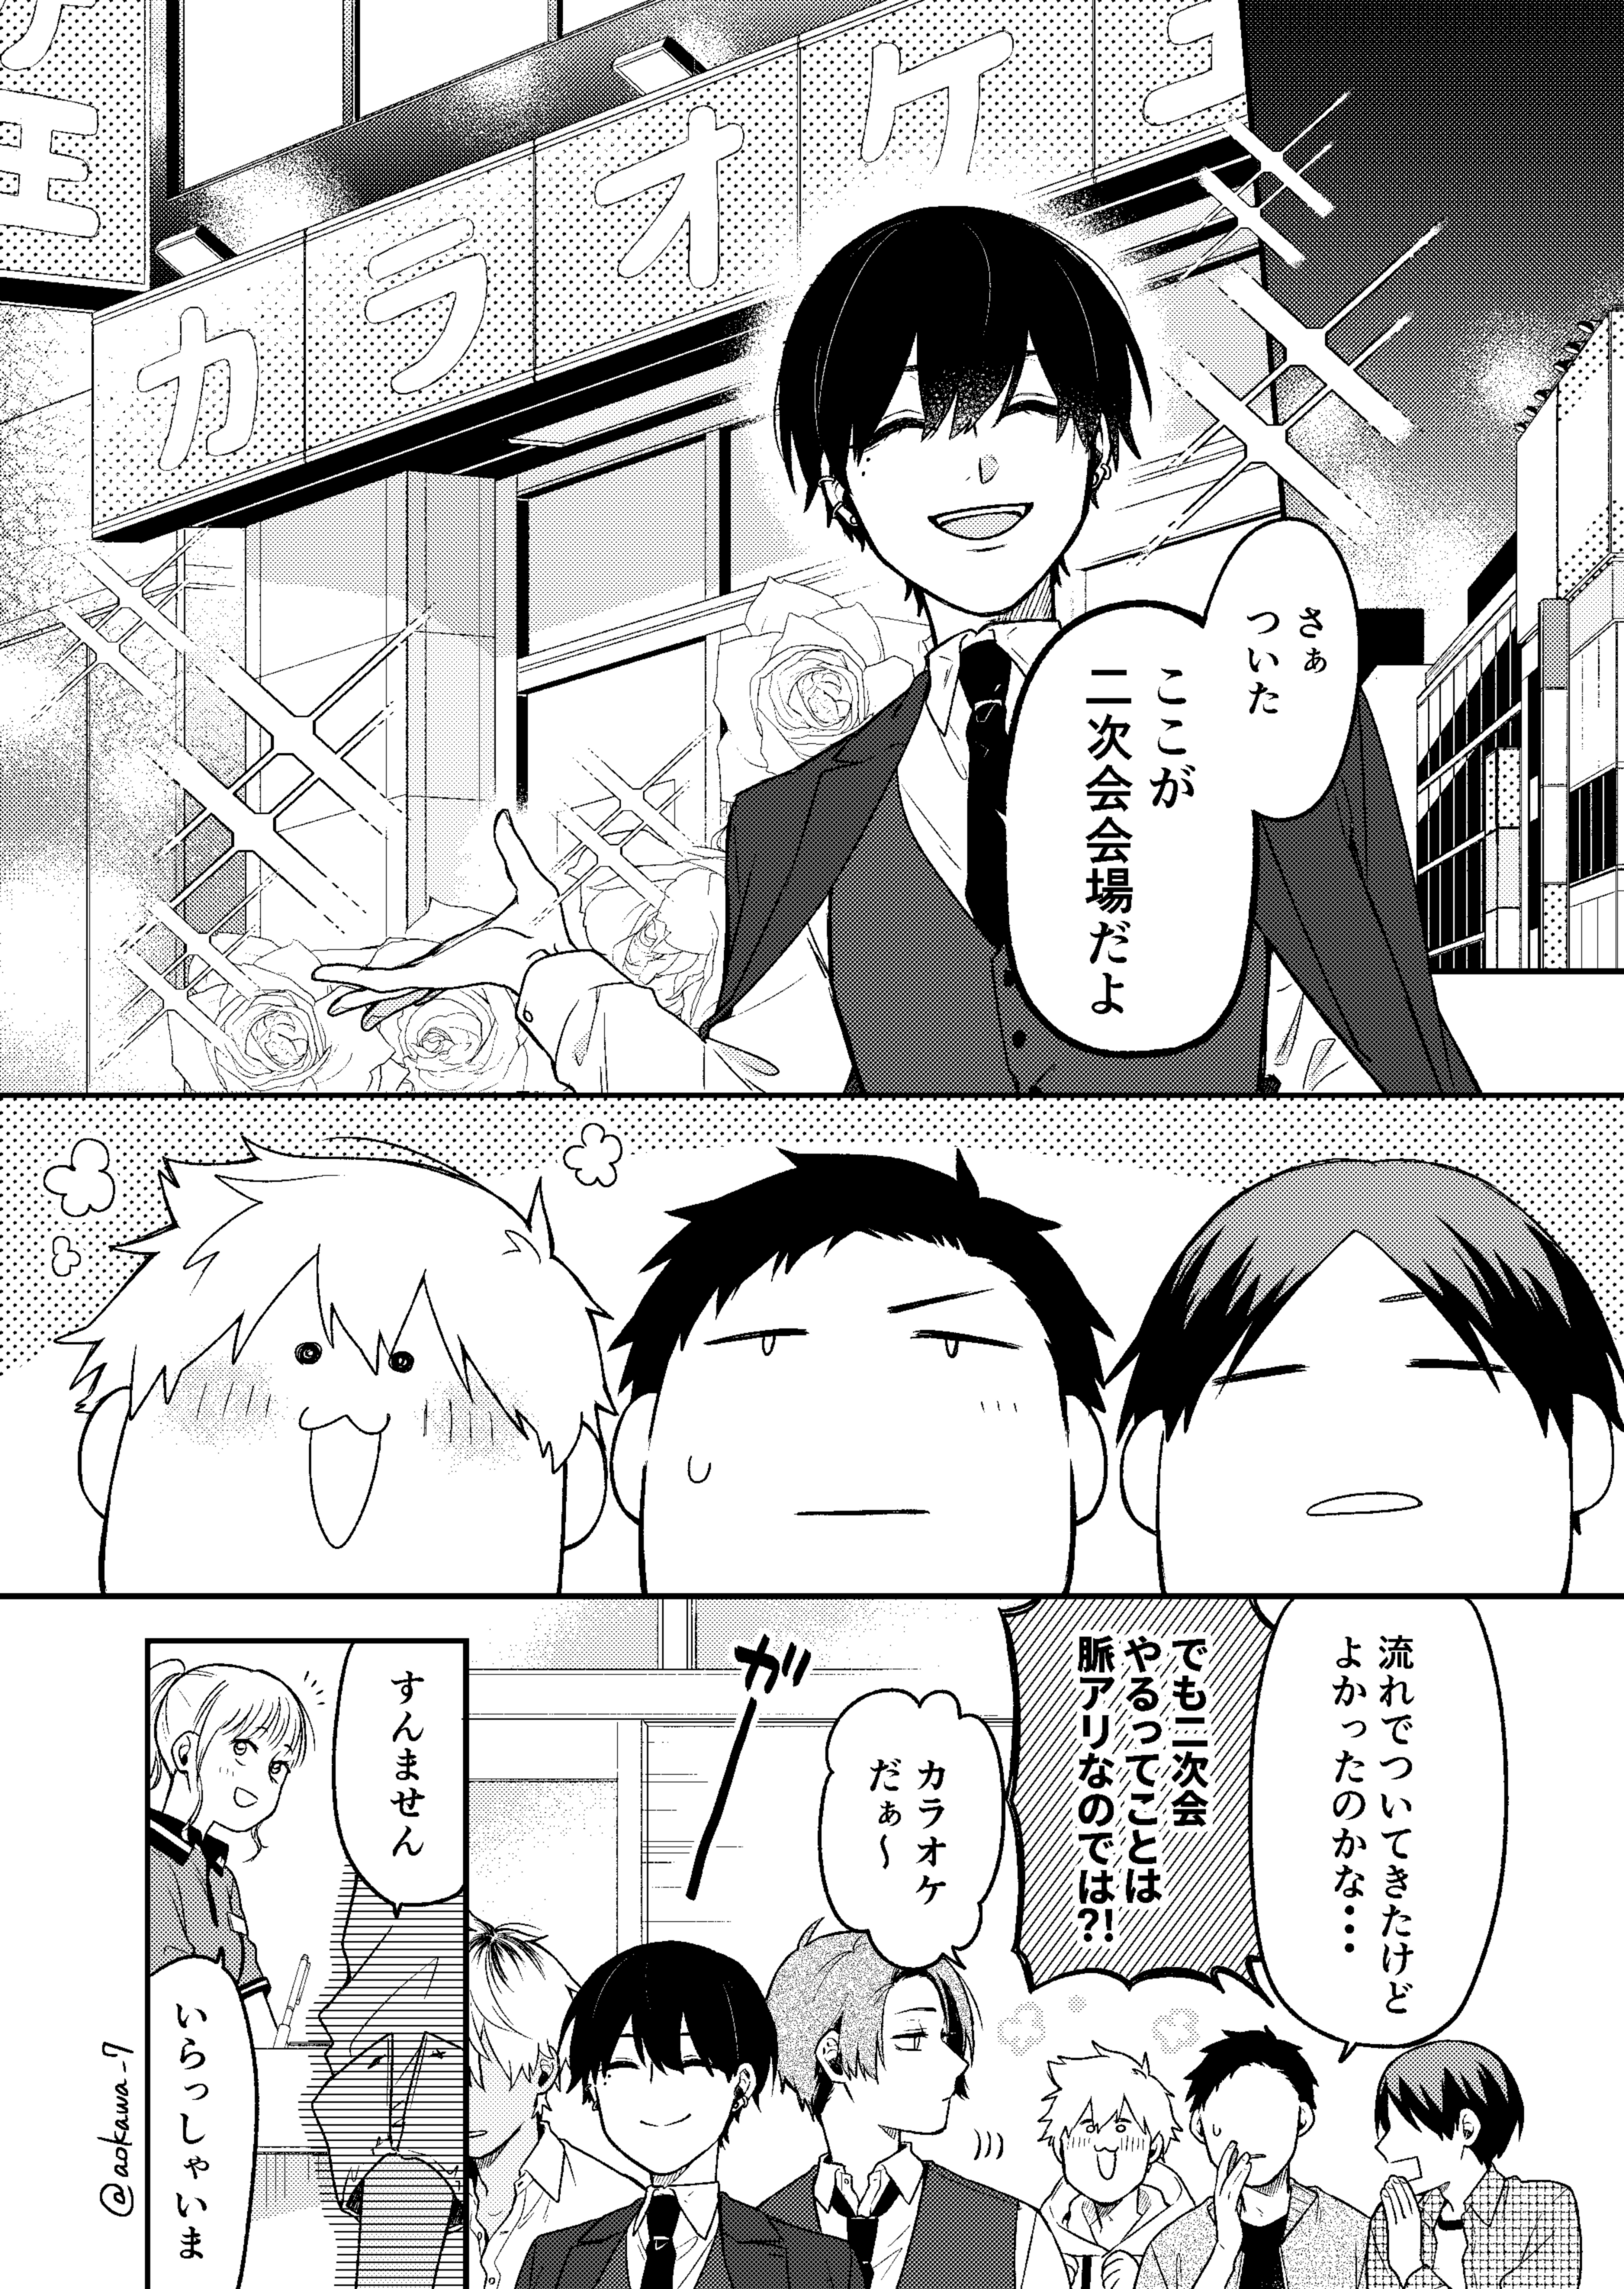 王
カラオケ
さぁ
ついた
ここが
二次会会場だよ
流れでついてきたけど
よかったのかな…
でも二次会
やるってことは
脈アリなのでは?!
カラオケ
だぁ～
ガー
すんません
いらっしゃいま
@aokawa_7